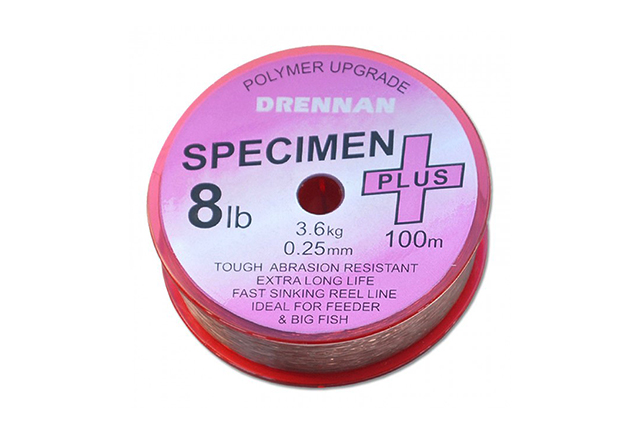 POLYMER UPGRADE
DRENNAN
SPECIMEN
PLUS
8lb
3.6kg
0.25mm
100m
TOUGH ABRASION RESISTANT
EXTRA LONG LIFE
FAST SINKING REEL LINE
IDEAL FOR FEEDER
& BIG FISH